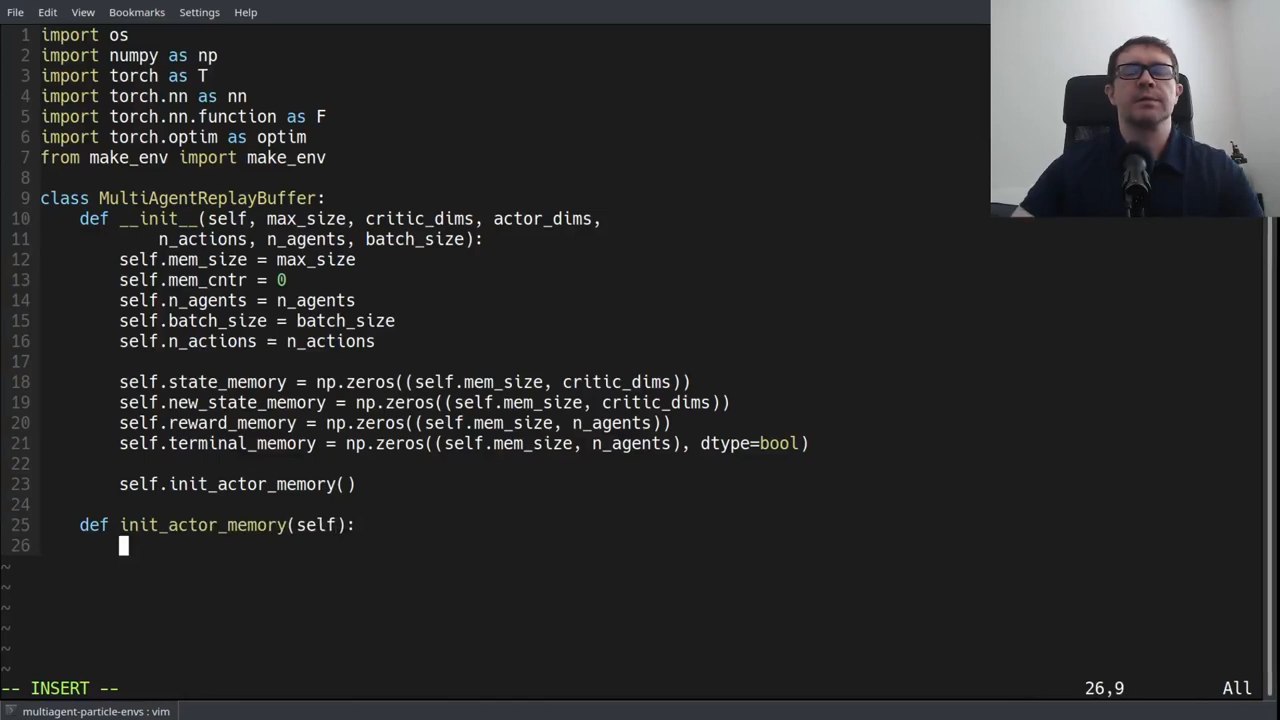 File Edit View Bookmarks Settings Help
1 import os
2 import numpy as np
3 import torch as T
4 import torch.nn as nn
5 import torch.nn.function as F
6 import torch.optim as optim
7 from make_env import make_env
8
9 class MultiAgentReplayBuffer:
10 def __init__(self, max_size, critic_dims, actor_dims,
11 n_actions, n_agents, batch_size):
12 self.mem_size = max_size
13 self.mem_cntr = 0
14 self.n_agents = n_agents
15 self.batch_size = batch_size
16 self.n_actions = n_actions
17
18 self.state_memory = np.zeros((self.mem_size, critic_dims))
19 self.new_state_memory = np.zeros((self.mem_size, critic_dims))
20 self.reward_memory = np.zeros((self.mem_size, n_agents))
21 self.terminal_memory = np.zeros((self.mem_size, n_agents), dtype=bool)
22
23 self.init_actor_memory()
24
25 def init_actor_memory(self):
26
~
~
~
~
~
~
-- INSERT -- 26,9 All
multiagent-particle-envs : vim